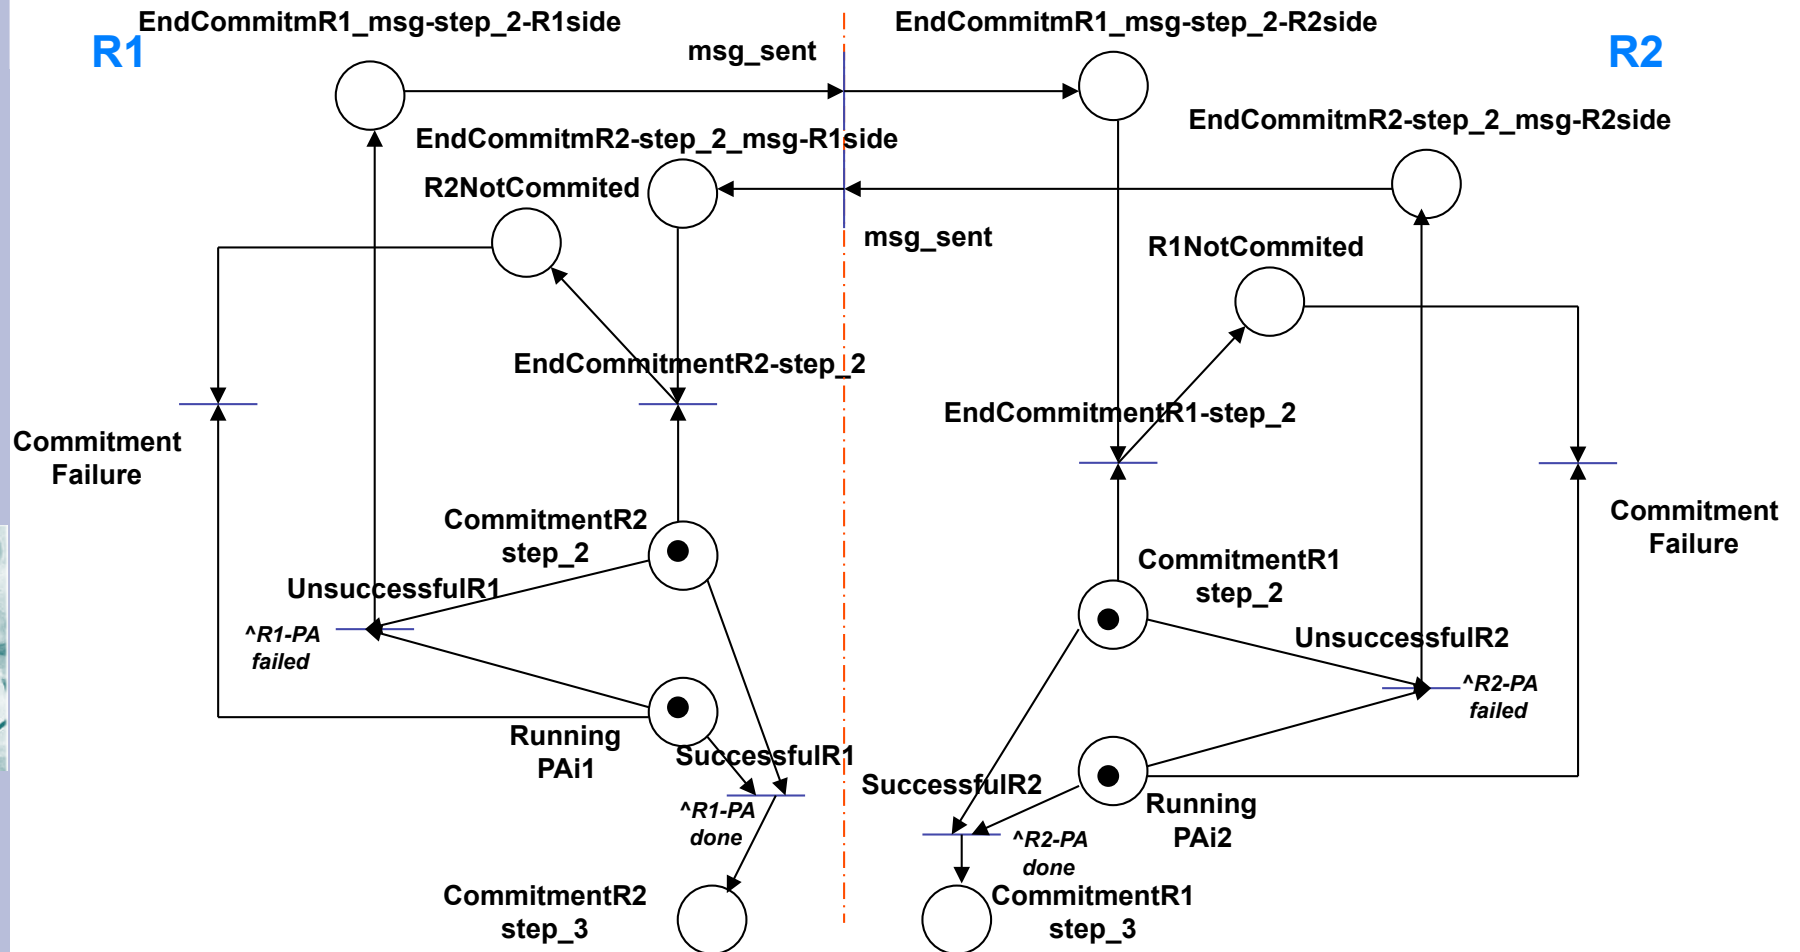 EndCommitmR1_msg-step_2-R1side
EndCommitmR1_msg-step_2-R2side
R1
msg_sent
R2
EndCommitmR2-step_2_msg-R2side
EndCommitmR2-step_2_msg-R1side
R2NotCommited
msg_sent
R1NotCommited
EndCommitmentR2-step_2
EndCommitmentR1-step_2
Commitment
Failure
Commitment
Failure
CommitmentR2
step_2
CommitmentR1
step_2
UnsuccessfulR1
^R1-PA
failed
UnsuccessfulR2
^R2-PA
failed
Running
PAi1
SuccessfulR1
^R1-PA
done
SuccessfulR2
Running
PAi2
^R2-PA
done
CommitmentR2
step_3
CommitmentR1
step_3